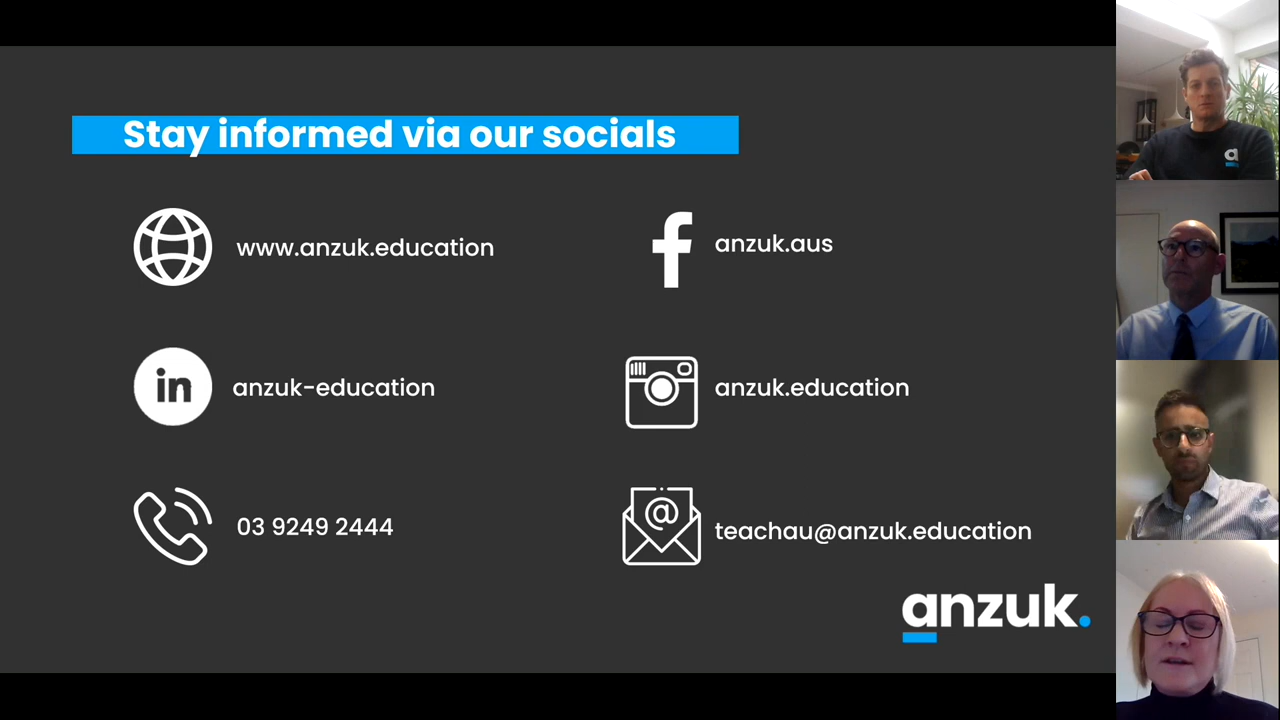 Stay informed via our socials
www.anzuk.education
anzuk.aus
in
anzuk-education
anzuk.education
03 9249 2444
@
teachau@anzuk.education
anzuk.
a